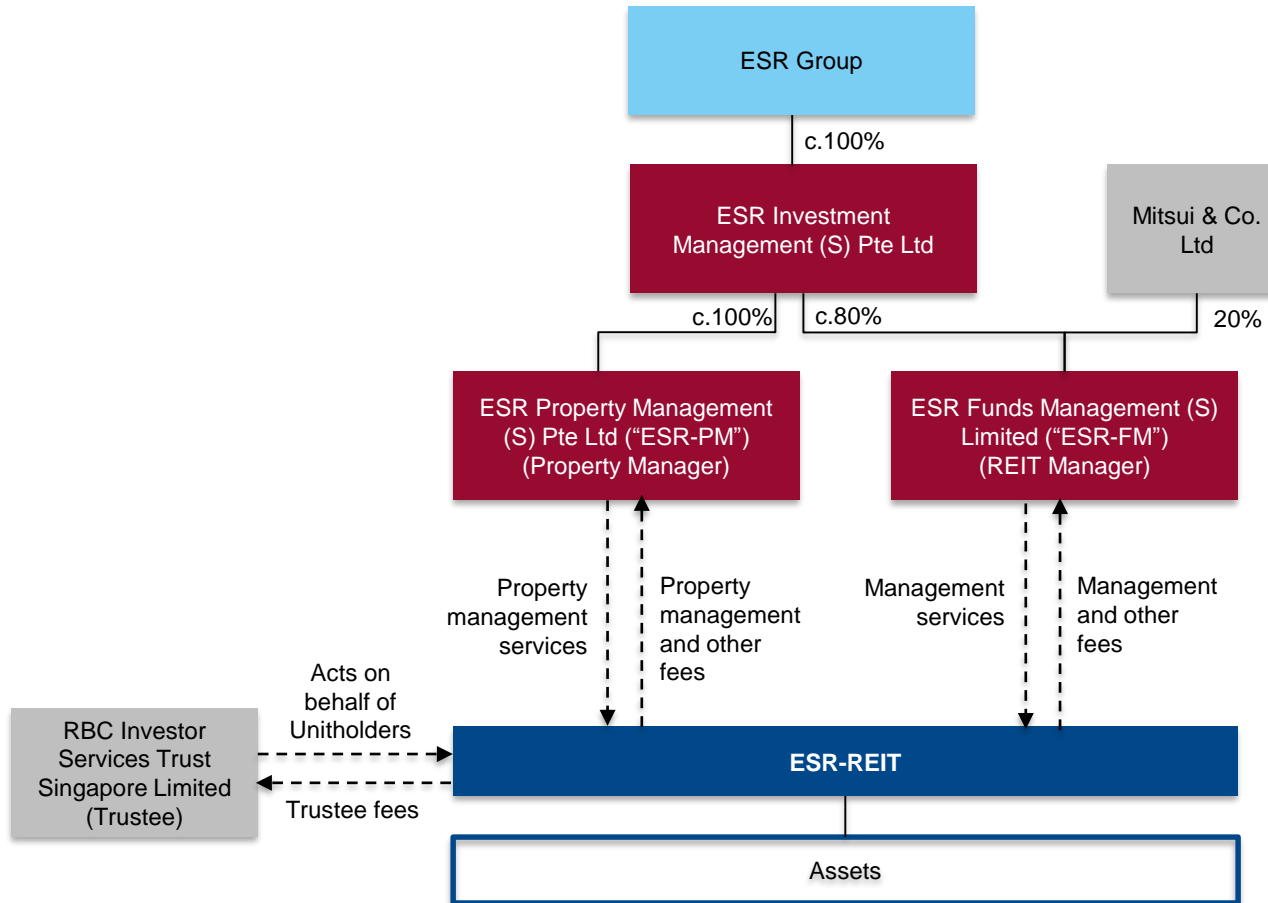 ESR Group
c.100%
ESR Investment
Management (S) Pte Ltd
Mitsui & Co.
Ltd
c.100%
c.80%
20%
ESR Property Management
(S) Pte Ltd (“ESR-PM”)
(Property Manager)
ESR Funds Management (S)
Limited (“ESR-FM”)
(REIT Manager)
Property
management
services
Property
management
and other
fees
Management
services
Management
and other
fees
Acts on
behalf of
Unitholders
RBC Investor
Services Trust
Singapore Limited
(Trustee)
Trustee fees
ESR-REIT
Assets